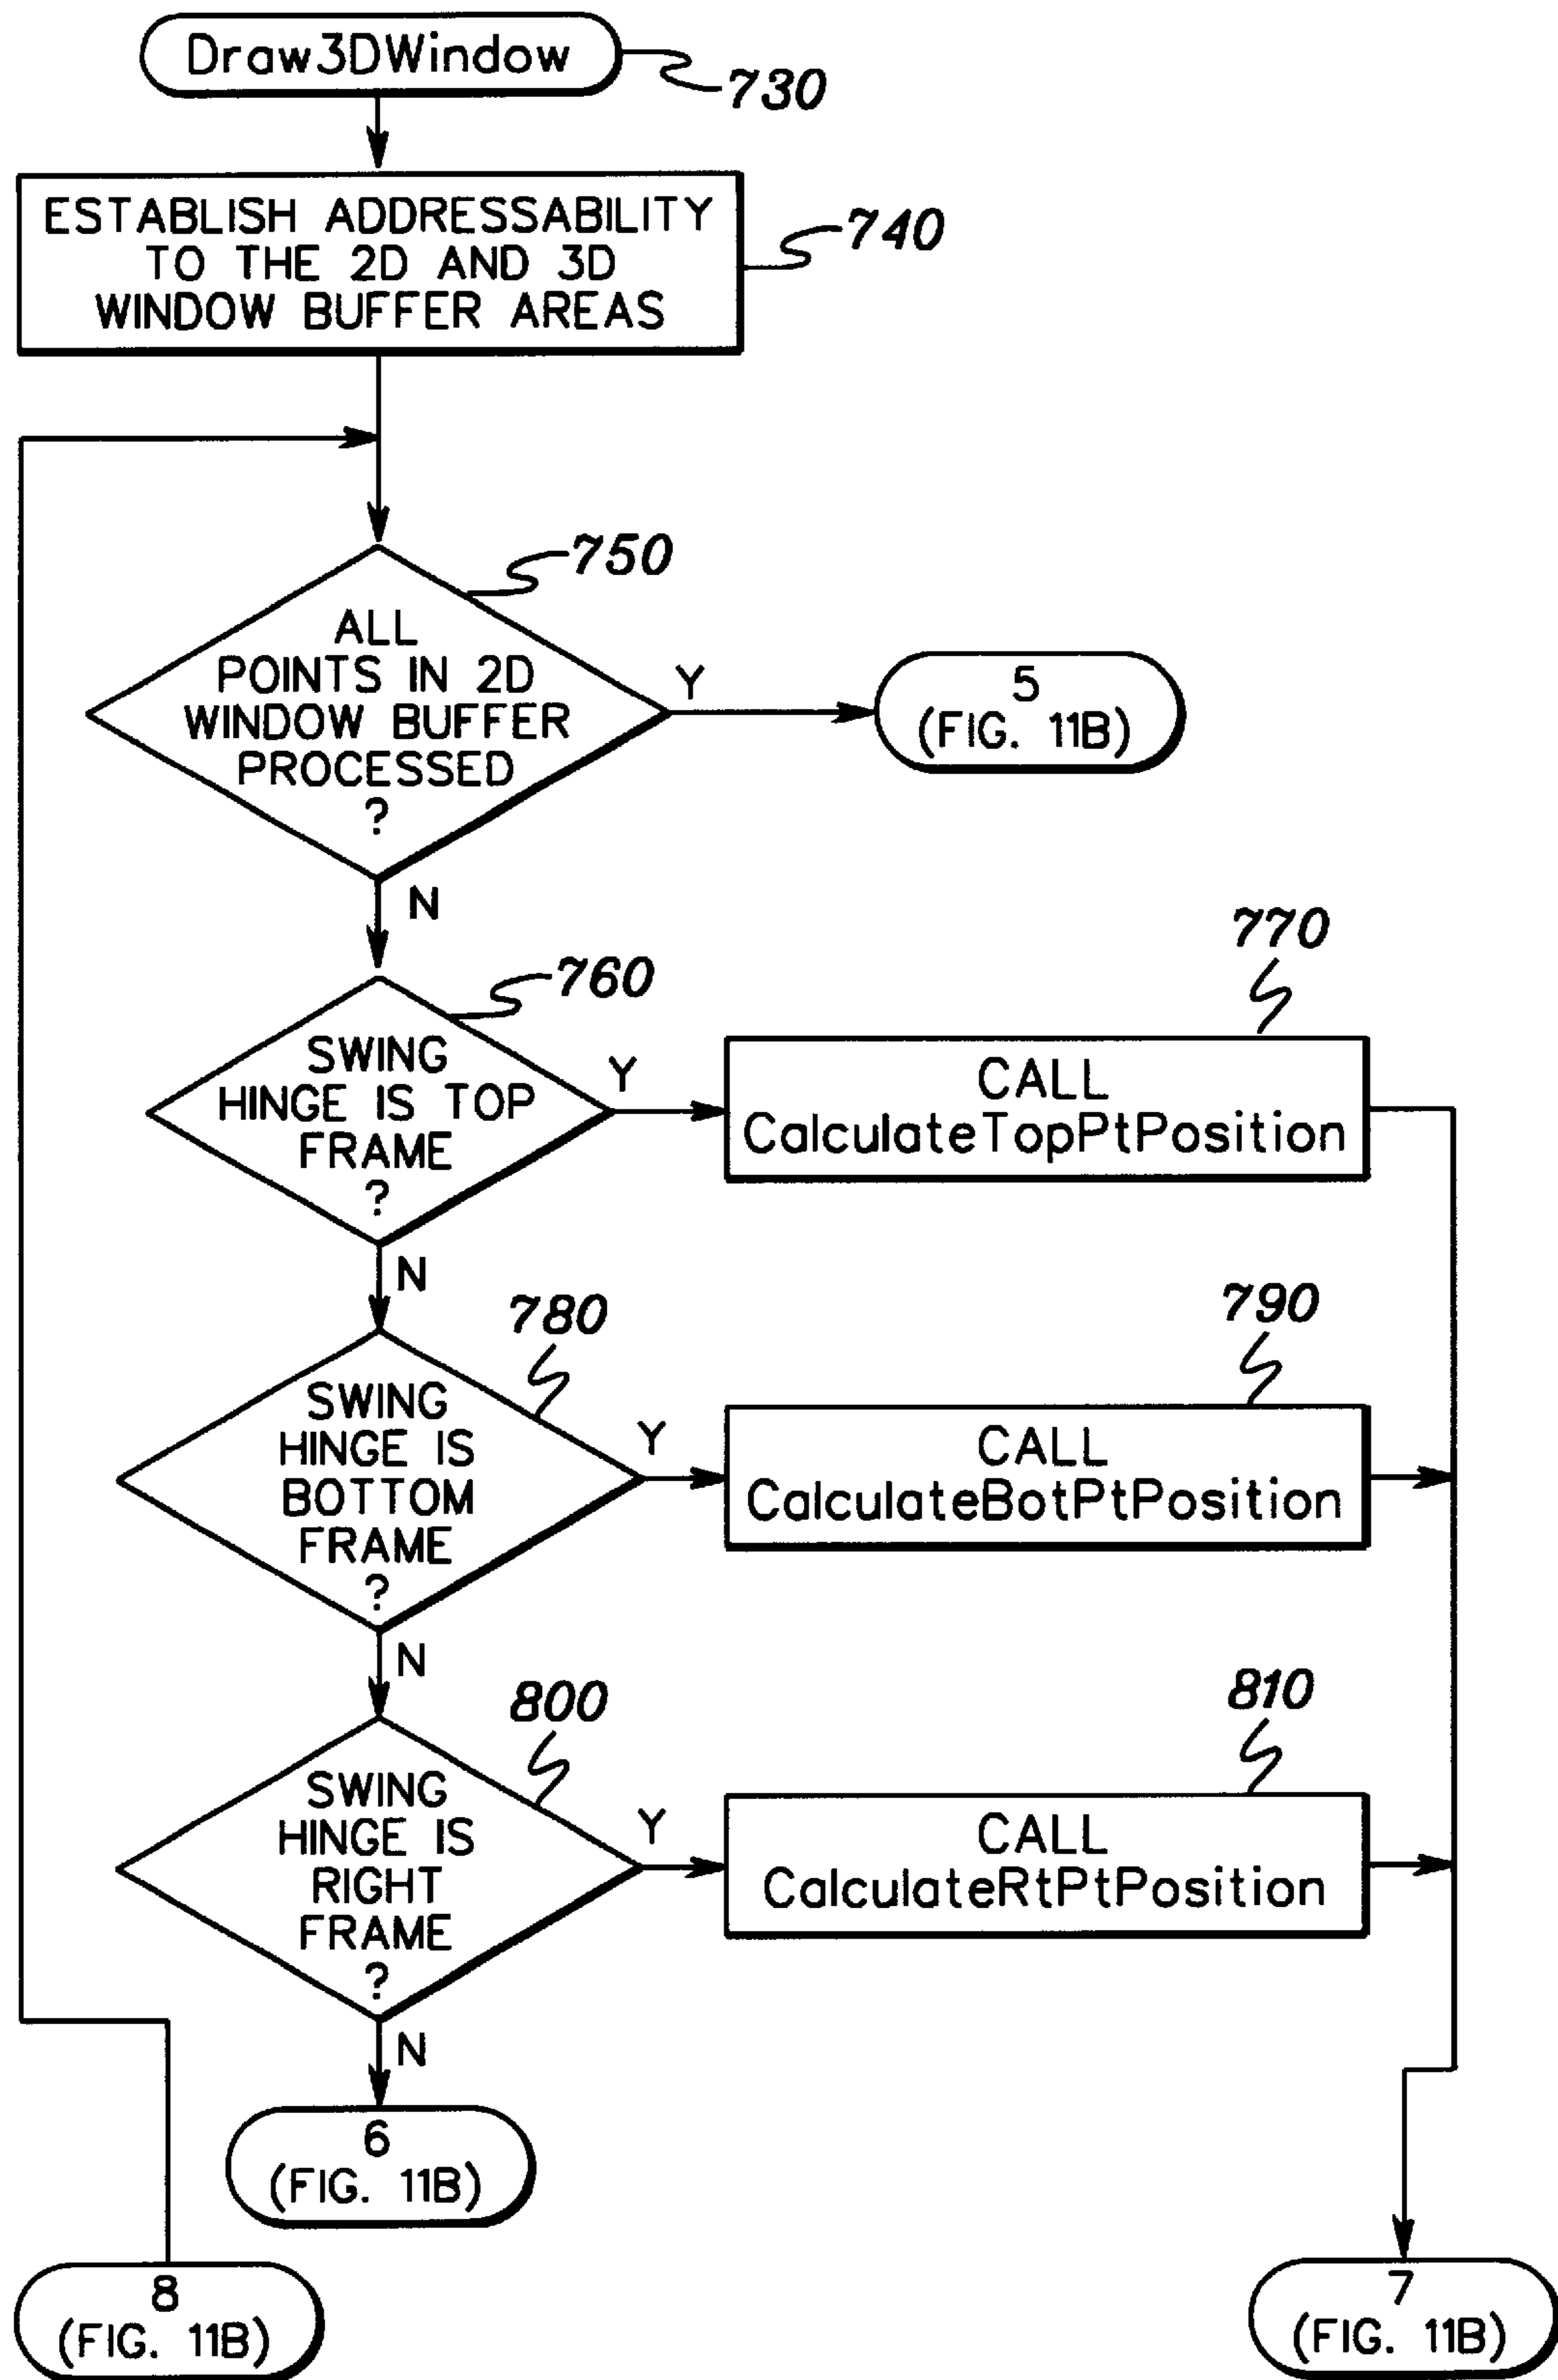 Draw3DWindow
730
ESTABLISH ADDRESSABILITY
TO THE 2D AND 3D
WINDOW BUFFER AREAS
740
750
ALL
POINTS IN 2D
WINDOW BUFFER
PROCESSED
?
Y
5
(FIG. 11B)
N
760
SWING
HINGE IS TOP
FRAME
?
Y
770
CALL
CalculateTopPtPosition
N
780
SWING
HINGE IS
BOTTOM
FRAME
?
Y
790
CALL
CalculateBotPtPosition
N
800
SWING
HINGE IS
RIGHT
FRAME
?
Y
810
CALL
CalculateRtPtPosition
N
6
(FIG. 11B)
8
(FIG. 11B)
7
(FIG. 11B)